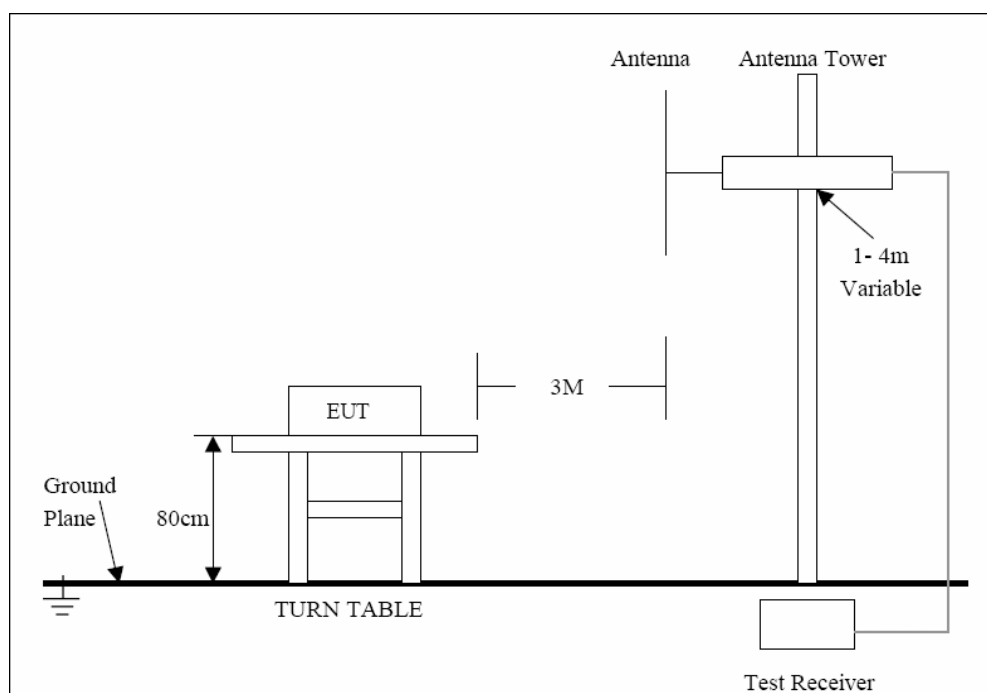 Antenna
Antenna Tower
1- 4m
Variable
3M
EUT
Ground
Plane
80cm
TURN TABLE
Test Receiver